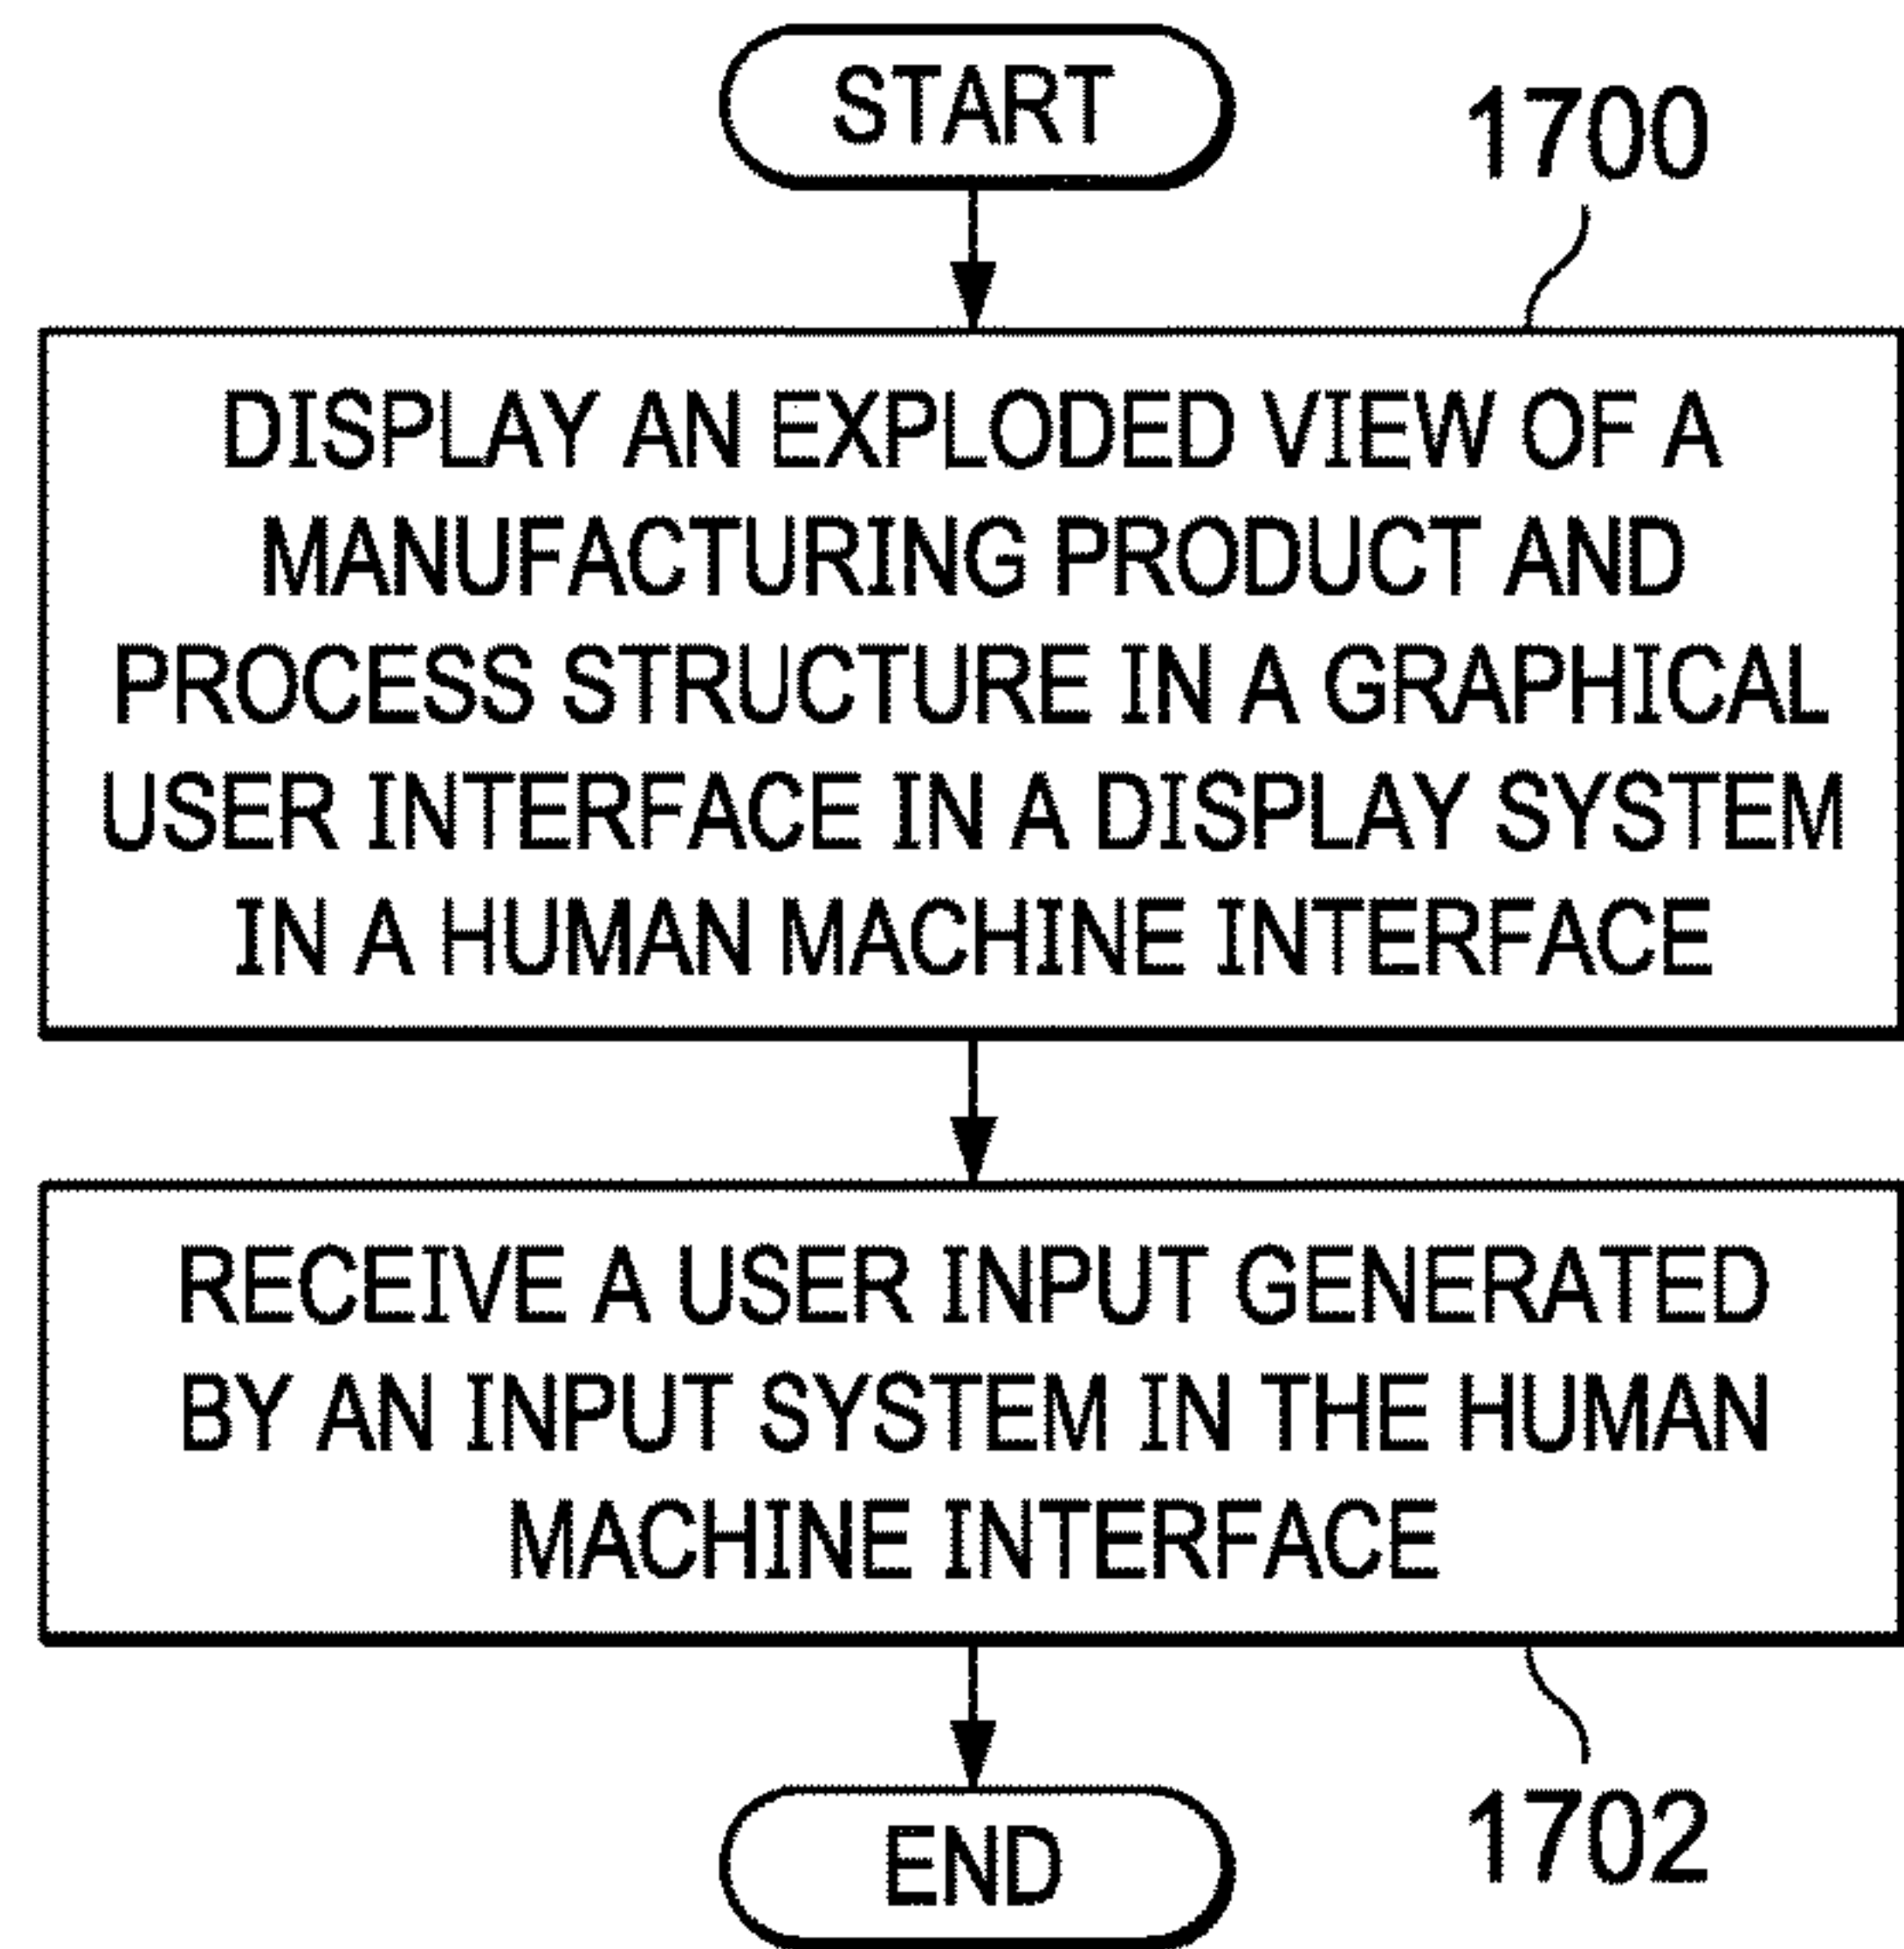 START
1700
DISPLAY AN EXPLODED VIEW OF A
MANUFACTURING PRODUCT AND
PROCESS STRUCTURE IN A GRAPHICAL
USER INTERFACE IN A DISPLAY SYSTEM
IN A HUMAN MACHINE INTERFACE
RECEIVE A USER INPUT GENERATED
BY AN INPUT SYSTEM IN THE HUMAN
MACHINE INTERFACE
END
1702